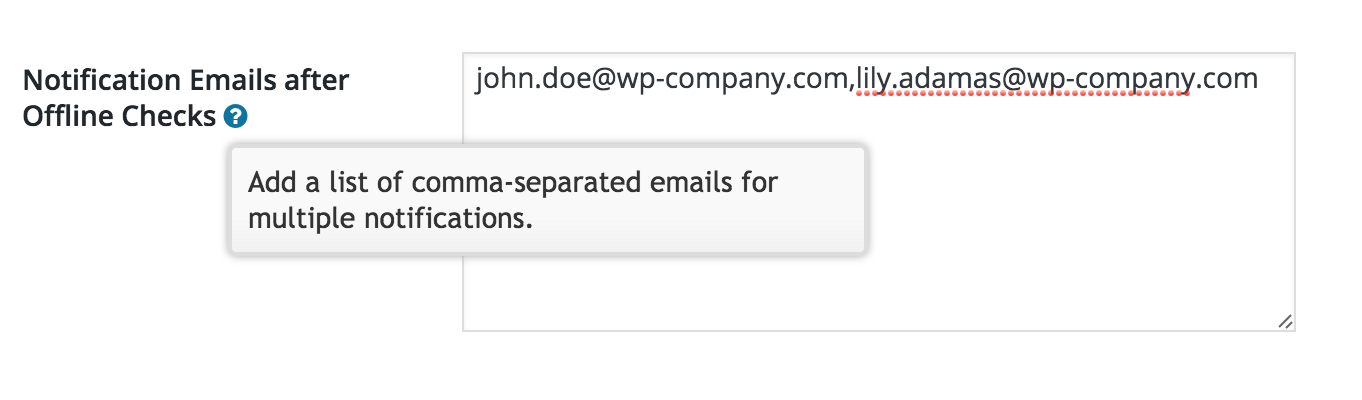 Notification Emails after
Offline Checks ?
john.doe@wp-company.com,lily.adamas@wp-company.com
Add a list of comma-separated emails for
multiple notifications.